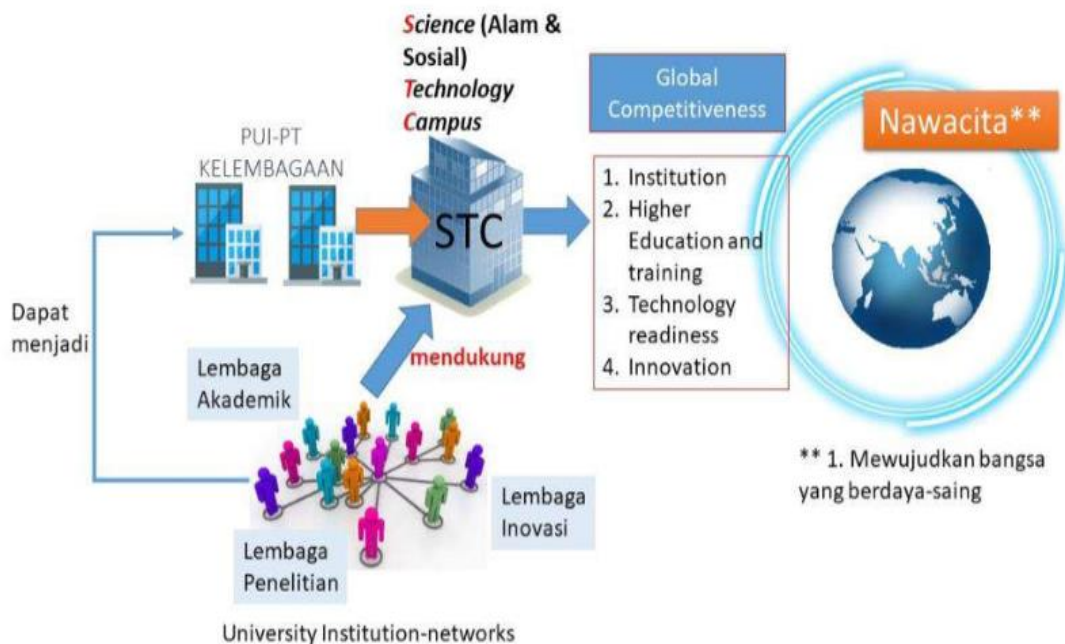 Science (Alam &
Sosial)
Technology
Campus
Global
Competitiveness
Nawacita**
PUI-PT
KELEMBAGAAN
STC
1. Institution
2. Higher
Education and
training
3. Technology
readiness
4. Innovation
Dapat
menjadi
mendukung
Lembaga
Akademik
Lembaga
Inovasi
Lembaga
Penelitian
** 1. Mewujudkan bangsa
yang berdaya-saing
University Institution-networks